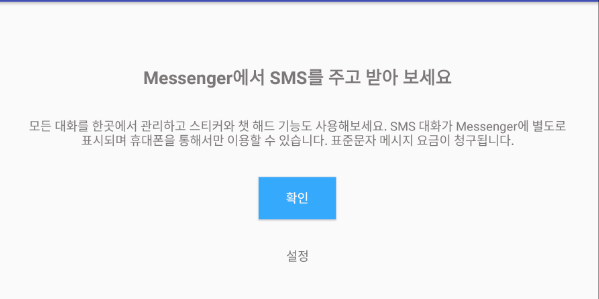 Messenger에서 SMS를 주고 받아 보세요
모든 대화를 한곳에서 관리하고 스티커와 챗 헤드 기능도 사용해보세요. SMS 대화가 Messenger에 별도로
표시되며 휴대폰을 통해서만 이용할 수 있습니다. 표준문자 메시지 요금이 청구됩니다.
확인
설정